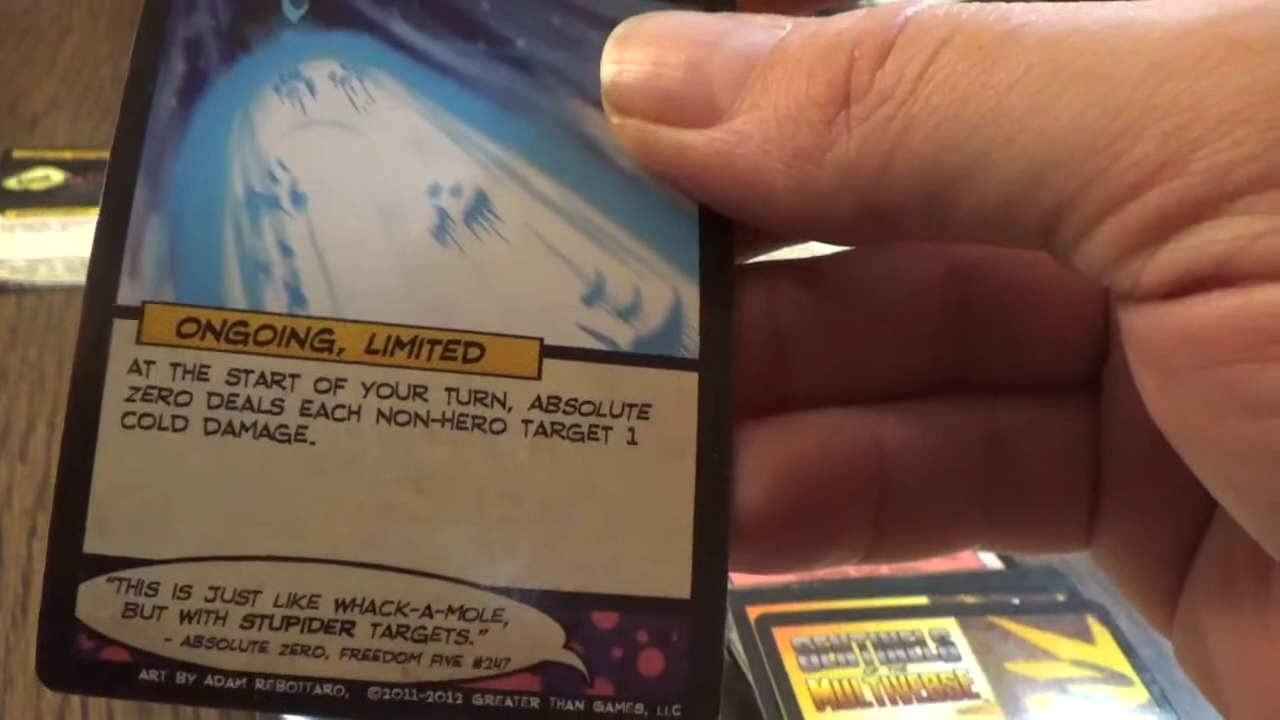 ONGOING, LIMITED
AT THE START OF YOUR TURN, ABSOLUTE
ZERO DEALS EACH NON-HERO TARGET 1
COLD DAMAGE.
"THIS IS JUST LIKE WHACK-A-MOLE,
BUT WITH STUPIDER TARGETS."
- ABSOLUTE ZERO, FREEDOM FIVE #247
ART BY ADAM REBOTTARO, ©2011-2012 GREATER THAN GAMES, LLC
SENTINELS
MULTIVERSE